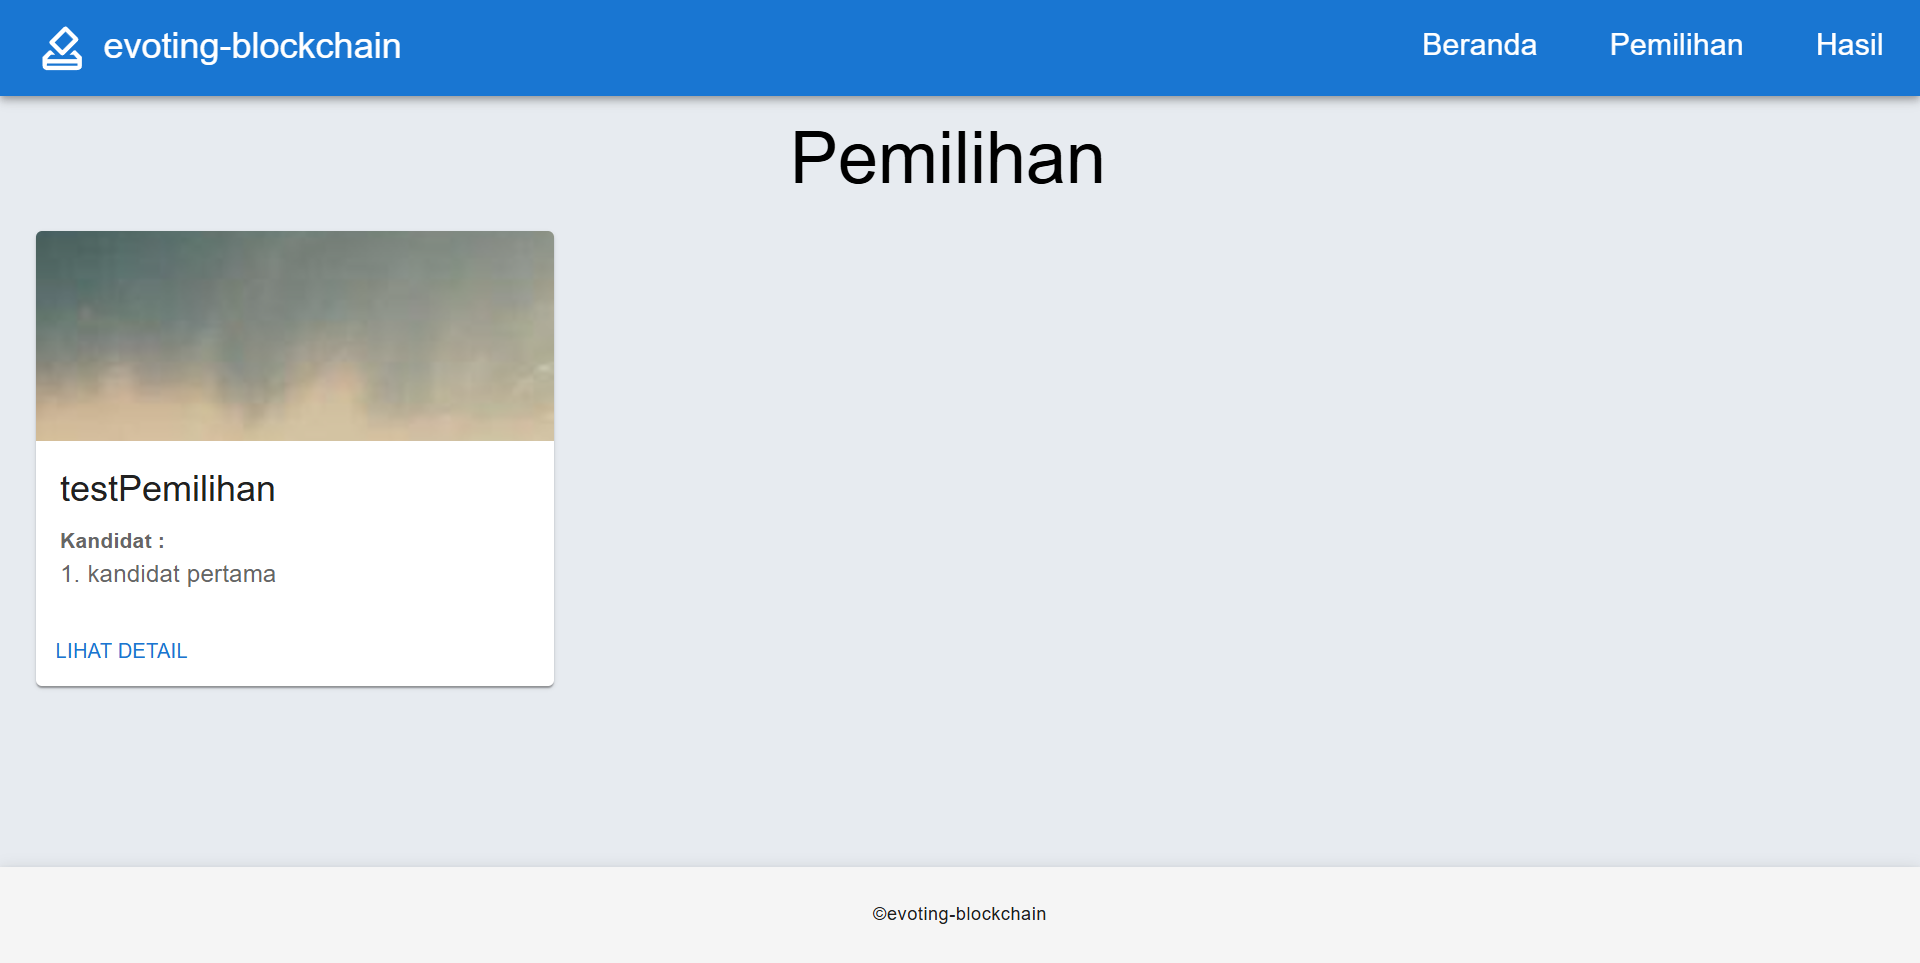 evoting-blockchain
Beranda
Pemilihan
Hasil
Pemilihan
testPemilihan
Kandidat :
1. kandidat pertama
LIHAT DETAIL
©evoting-blockchain